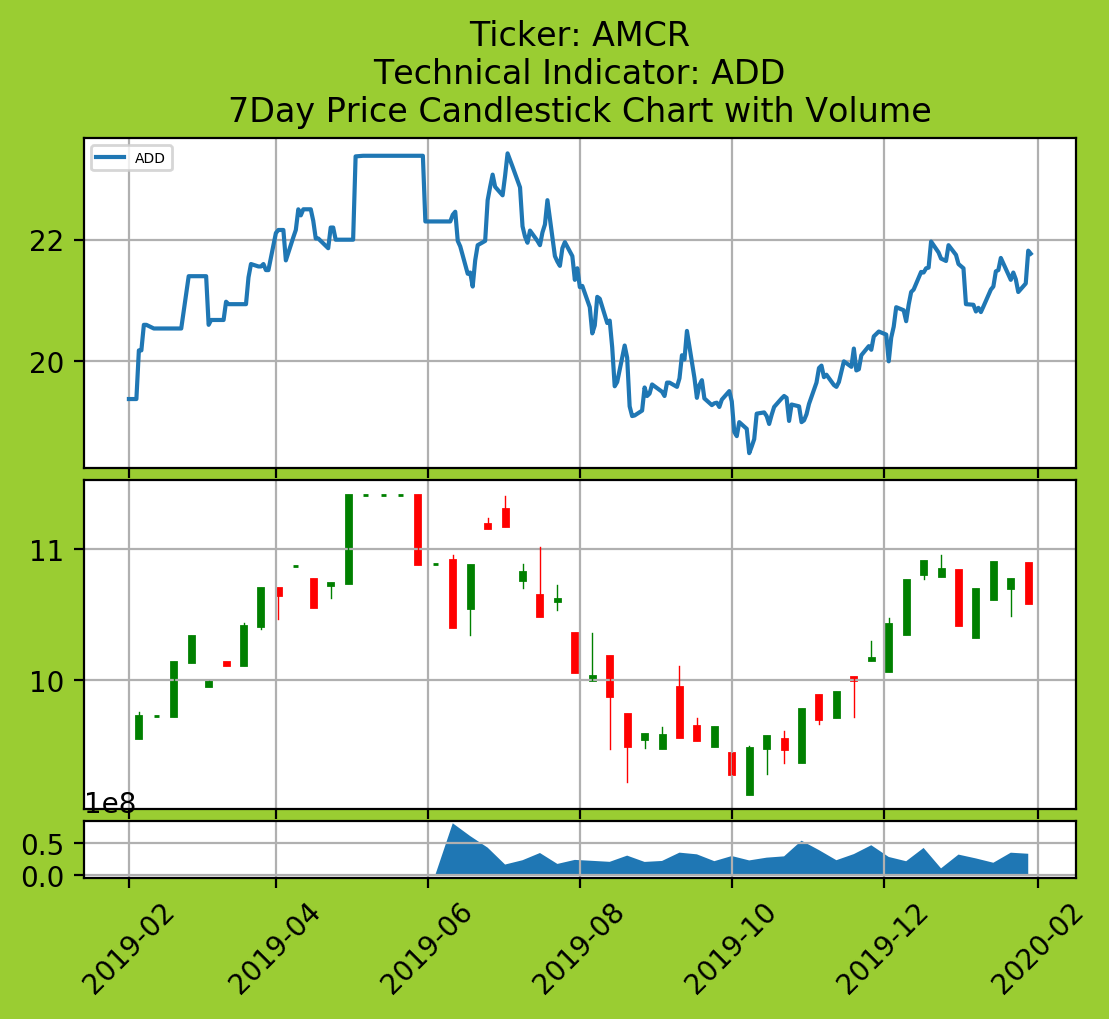 Ticker: AMCR
Technical Indicator: ADD
7Day Price Candlestick Chart with Volume
ADD
22
20
11
10
1e8
0.5
0.0
2019-02
2019-04
2019-06
2019-08
2019-10
2019-12
2020-02